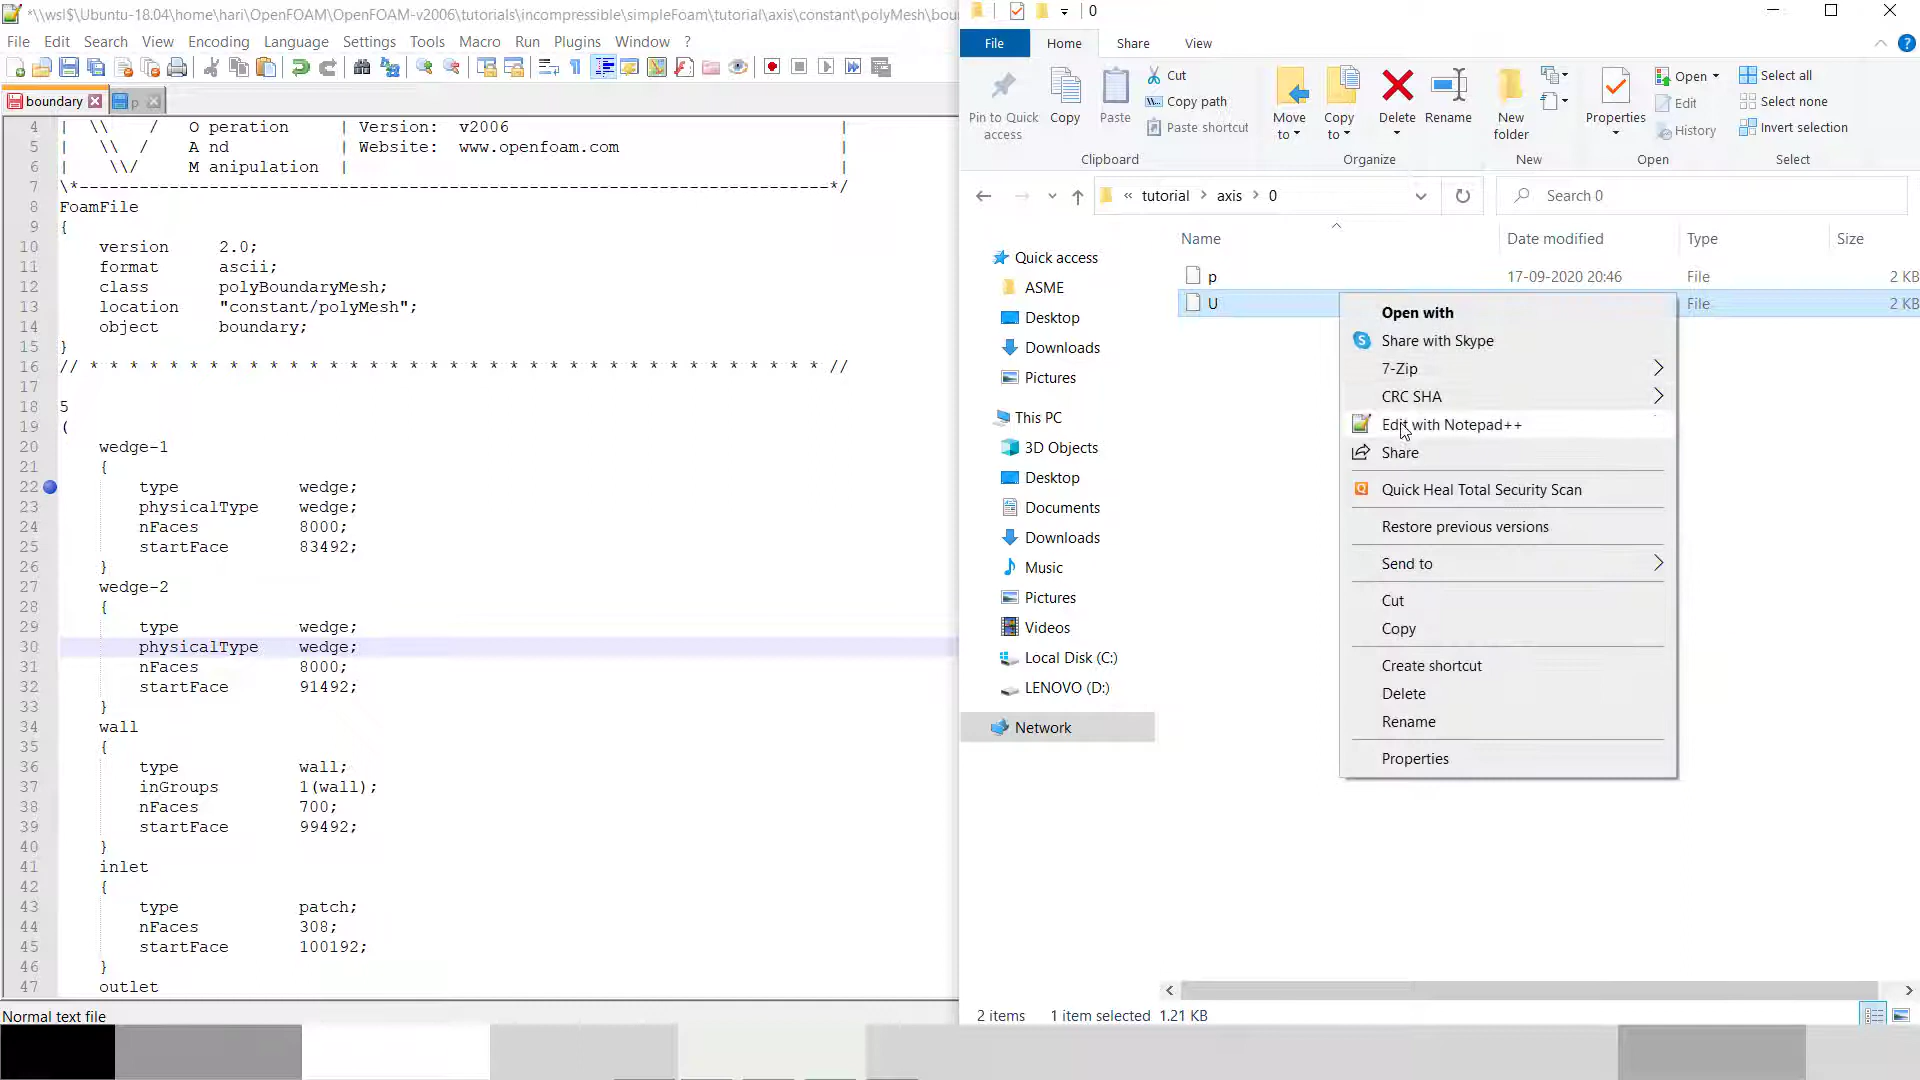 *\\wsl$\Ubuntu-18.04\home\hari\OpenFOAM\OpenFOAM-v2006\tutorials\incompressible\simpleFoam\tutorial\axis\constant\polyMesh\bou
File Edit Search View Encoding Language Settings Tools Macro Run Plugins Window ?
boundary p
4 | \\ / O peration | Version: v2006 |
5 | \\ / A nd | Website: www.openfoam.com |
6 | \\/ M anipulation | |
7 \*---------------------------------------------------------------------------*/
8 FoamFile
9 {
10 version 2.0;
11 format ascii;
12 class polyBoundaryMesh;
13 location "constant/polyMesh";
14 object boundary;
15 }
16 // * * * * * * * * * * * * * * * * * * * * * * * * * * * * * * * * * * * * * //
17
18 5
19 (
20 wedge-1
21 {
22 type wedge;
23 physicalType wedge;
24 nFaces 8000;
25 startFace 83492;
26 }
27 wedge-2
28 {
29 type wedge;
30 physicalType wedge;
31 nFaces 8000;
32 startFace 91492;
33 }
34 wall
35 {
36 type wall;
37 inGroups 1(wall);
38 nFaces 700;
39 startFace 99492;
40 }
41 inlet
42 {
43 type patch;
44 nFaces 308;
45 startFace 100192;
46 }
47 outlet
Normal text file
0
File Home Share View
Pin to Quick access
Copy
Paste
Cut
Copy path
Paste shortcut
Move to
Copy to
Delete
Rename
New folder
Properties
Open
Edit
History
Select all
Select none
Invert selection
Clipboard Organize New Open Select
« tutorial > axis > 0
Search 0
Name Date modified Type Size
p 17-09-2020 20:46 File 2 KB
U File 2 KB
Quick access
ASME
Desktop
Downloads
Pictures
This PC
3D Objects
Desktop
Documents
Downloads
Music
Pictures
Videos
Local Disk (C:)
LENOVO (D:)
Network
Open with
Share with Skype
7-Zip
CRC SHA
Edit with Notepad++
Share
Quick Heal Total Security Scan
Restore previous versions
Send to
Cut
Copy
Create shortcut
Delete
Rename
Properties
2 items 1 item selected 1.21 KB